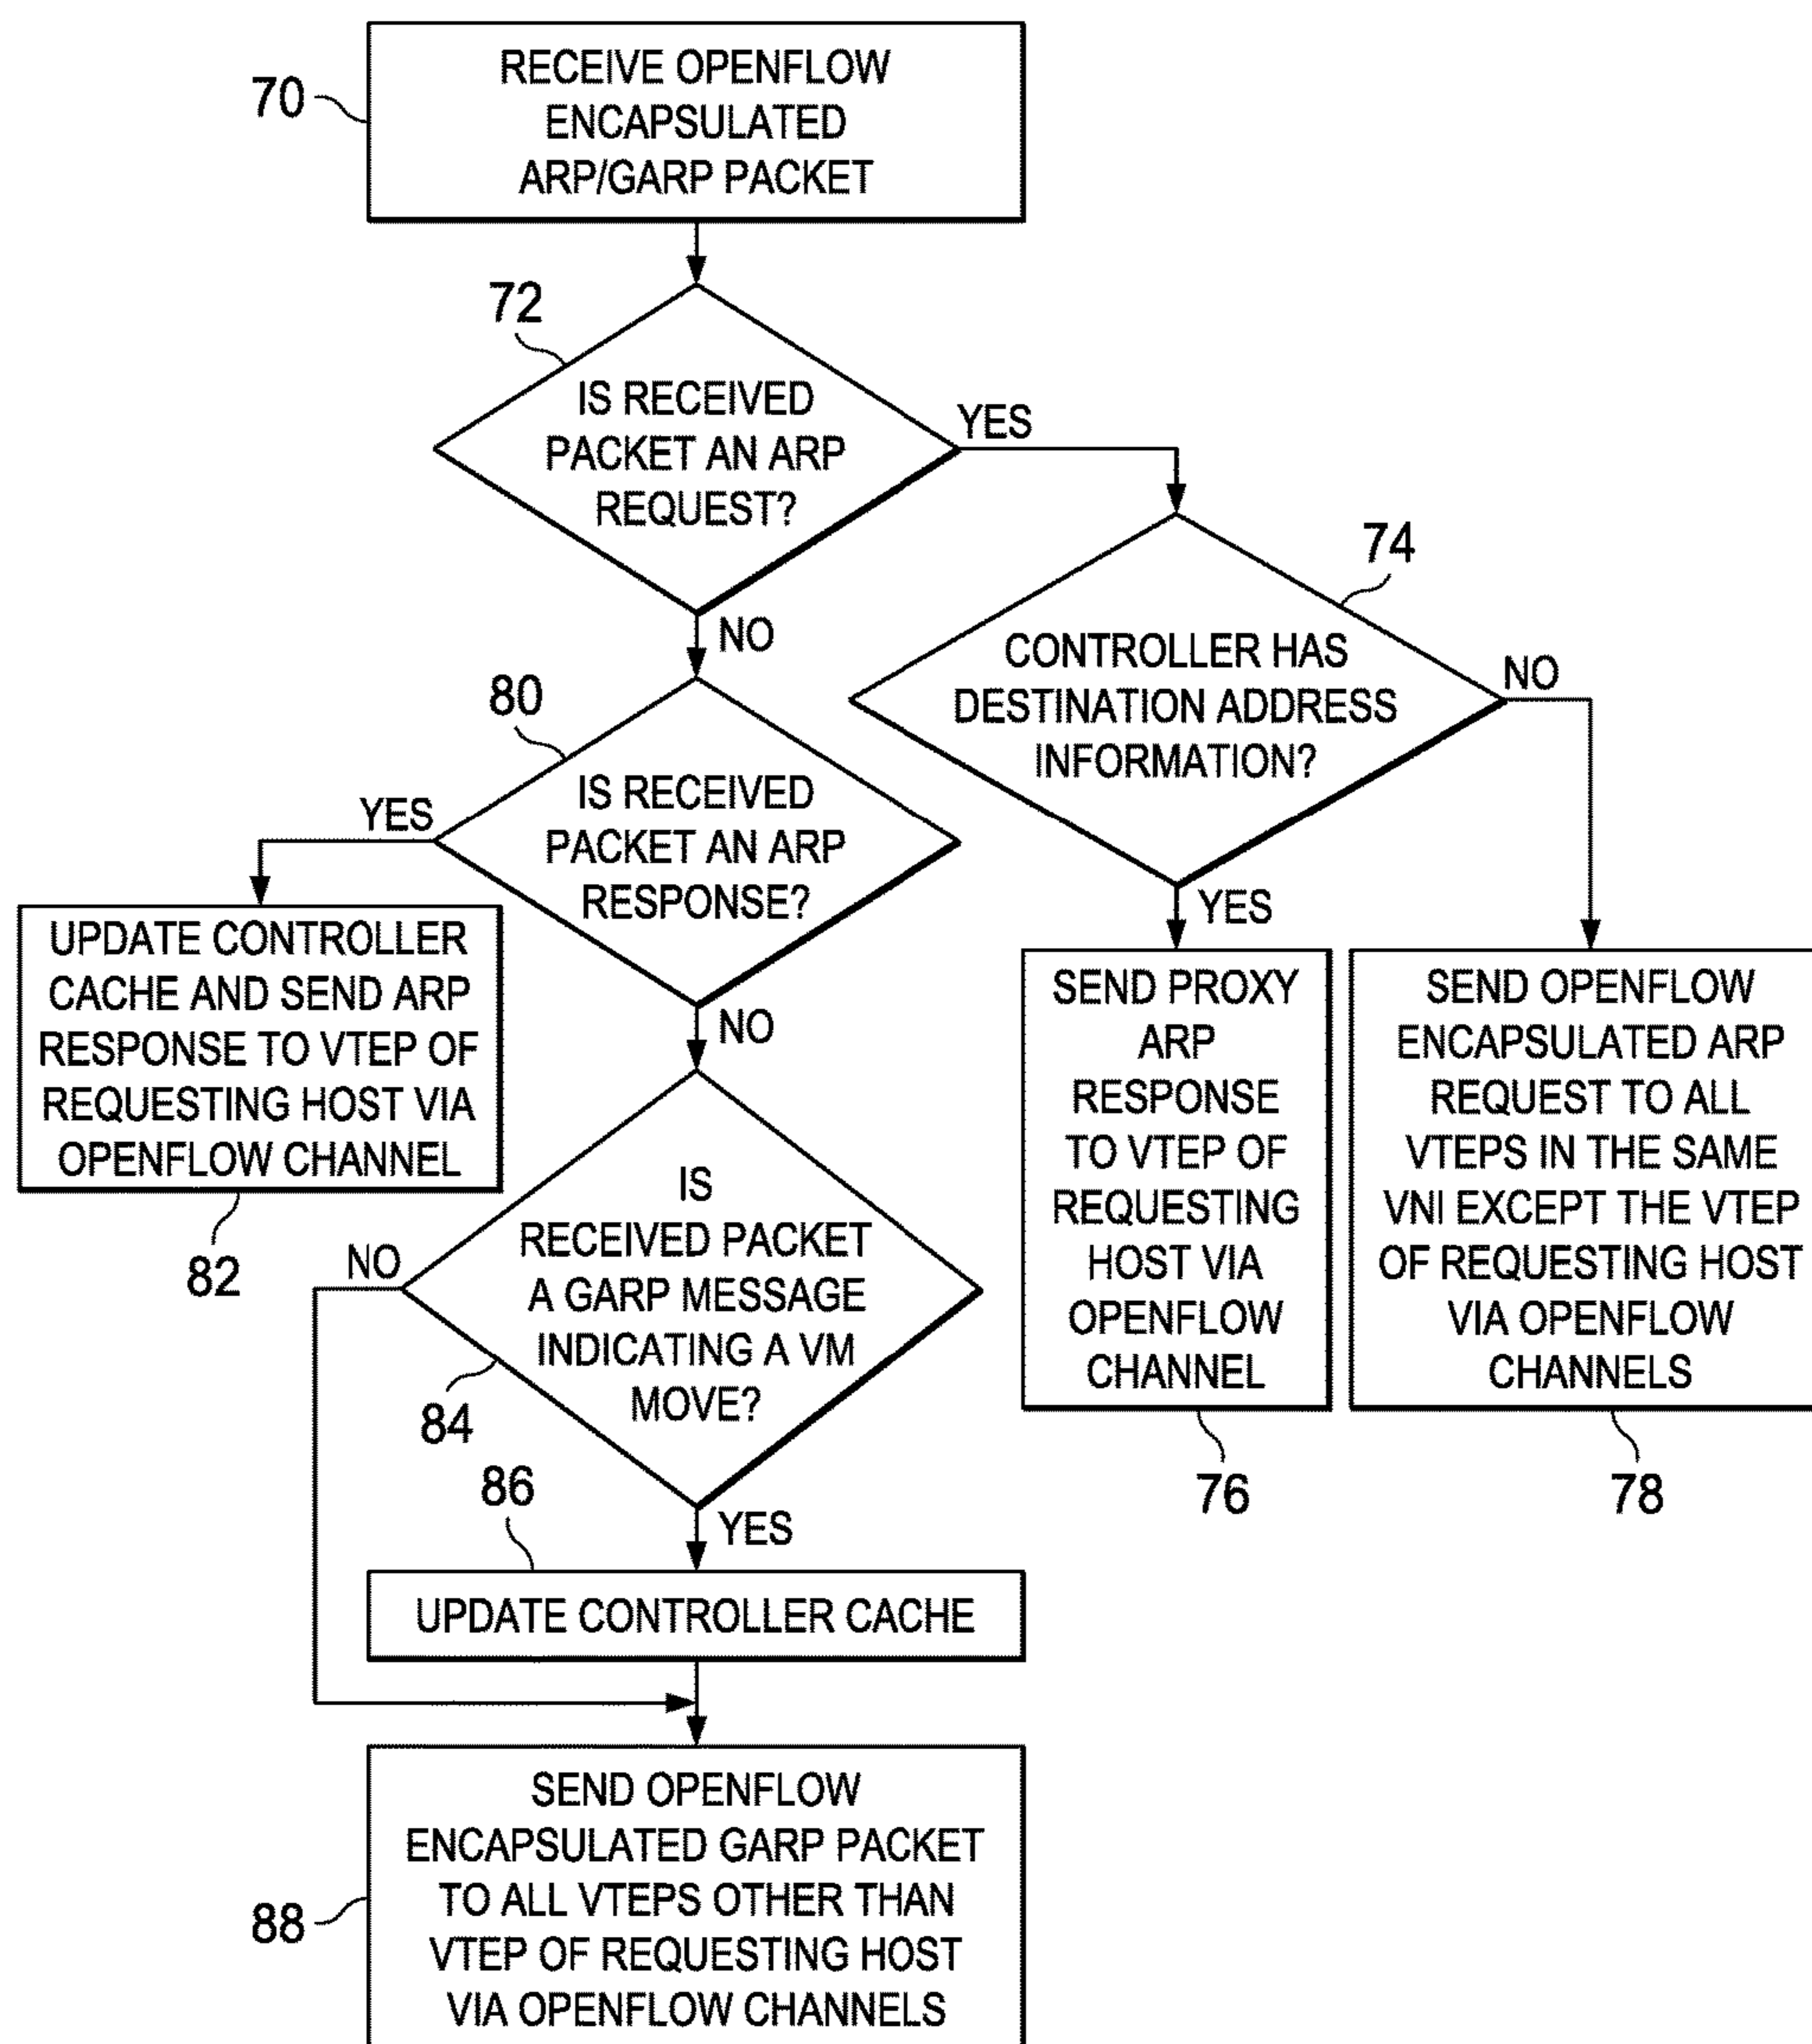 RECEIVE OPENFLOW
ENCAPSULATED
ARP/GARP PACKET
70
72
IS RECEIVED
PACKET AN ARP
REQUEST?
YES
NO
74
CONTROLLER HAS
DESTINATION ADDRESS
INFORMATION?
NO
YES
80
IS RECEIVED
PACKET AN ARP
RESPONSE?
YES
NO
UPDATE CONTROLLER
CACHE AND SEND ARP
RESPONSE TO VTEP OF
REQUESTING HOST VIA
OPENFLOW CHANNEL
82
SEND PROXY
ARP
RESPONSE
TO VTEP OF
REQUESTING
HOST VIA
OPENFLOW
CHANNEL
76
SEND OPENFLOW
ENCAPSULATED ARP
REQUEST TO ALL
VTEPS IN THE SAME
VNI EXCEPT THE VTEP
OF REQUESTING HOST
VIA OPENFLOW
CHANNELS
78
IS
RECEIVED PACKET
A GARP MESSAGE
INDICATING A VM
MOVE?
NO
84
YES
86
UPDATE CONTROLLER CACHE
SEND OPENFLOW
ENCAPSULATED GARP PACKET
TO ALL VTEPS OTHER THAN
VTEP OF REQUESTING HOST
VIA OPENFLOW CHANNELS
88